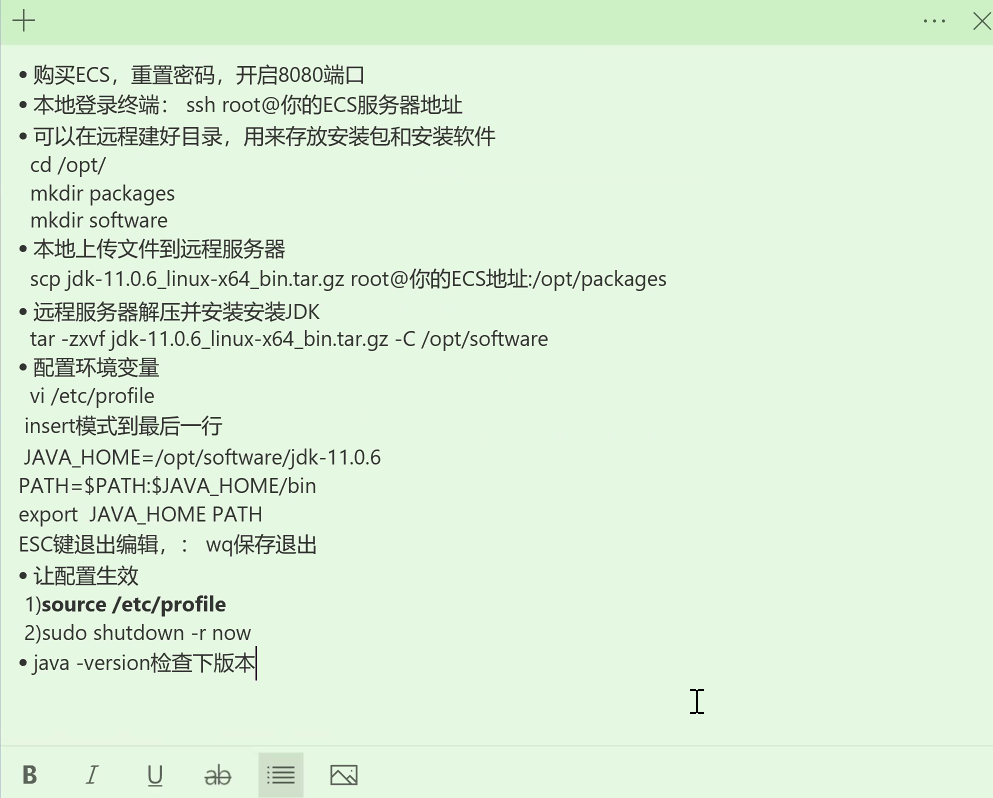 • 购买ECS，重置密码，开启8080端口
• 本地登录终端： ssh root@你的ECS服务器地址
• 可以在远程建好目录，用来存放安装包和安装软件
cd /opt/
mkdir packages
mkdir software
• 本地上传文件到远程服务器
scp jdk-11.0.6_linux-x64_bin.tar.gz root@你的ECS地址:/opt/packages
• 远程服务器解压并安装安装JDK
tar -zxvf jdk-11.0.6_linux-x64_bin.tar.gz -C /opt/software
• 配置环境变量
vi /etc/profile
insert模式到最后一行
JAVA_HOME=/opt/software/jdk-11.0.6
PATH=$PATH:$JAVA_HOME/bin
export  JAVA_HOME PATH
ESC键退出编辑，： wq保存退出
• 让配置生效
1)source /etc/profile
2)sudo shutdown -r now
• java -version检查下版本
B I U ab